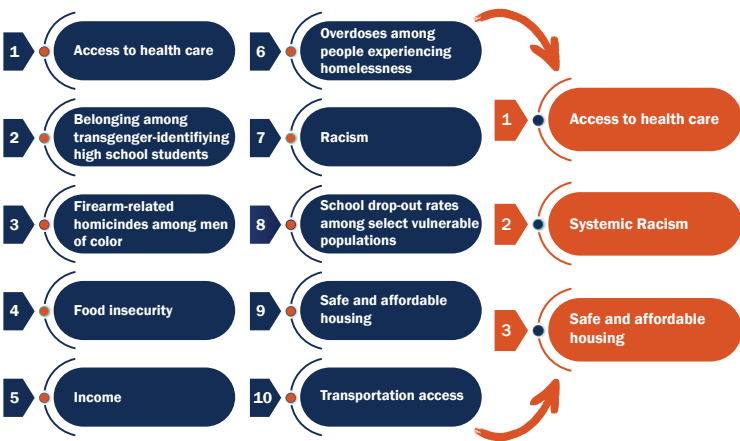 1
Access to health care
2
Belonging among
transgenger-identifiying
high school students
3
Firearm-related
homicindes among men
of color
4
Food insecurity
5
Income
6
Overdoses among
people experiencing
homelessness
7
Racism
8
School drop-out rates
among select vulnerable
populations
9
Safe and affordable
housing
10
Transportation access
1
Access to health care
2
Systemic Racism
3
Safe and affordable
housing